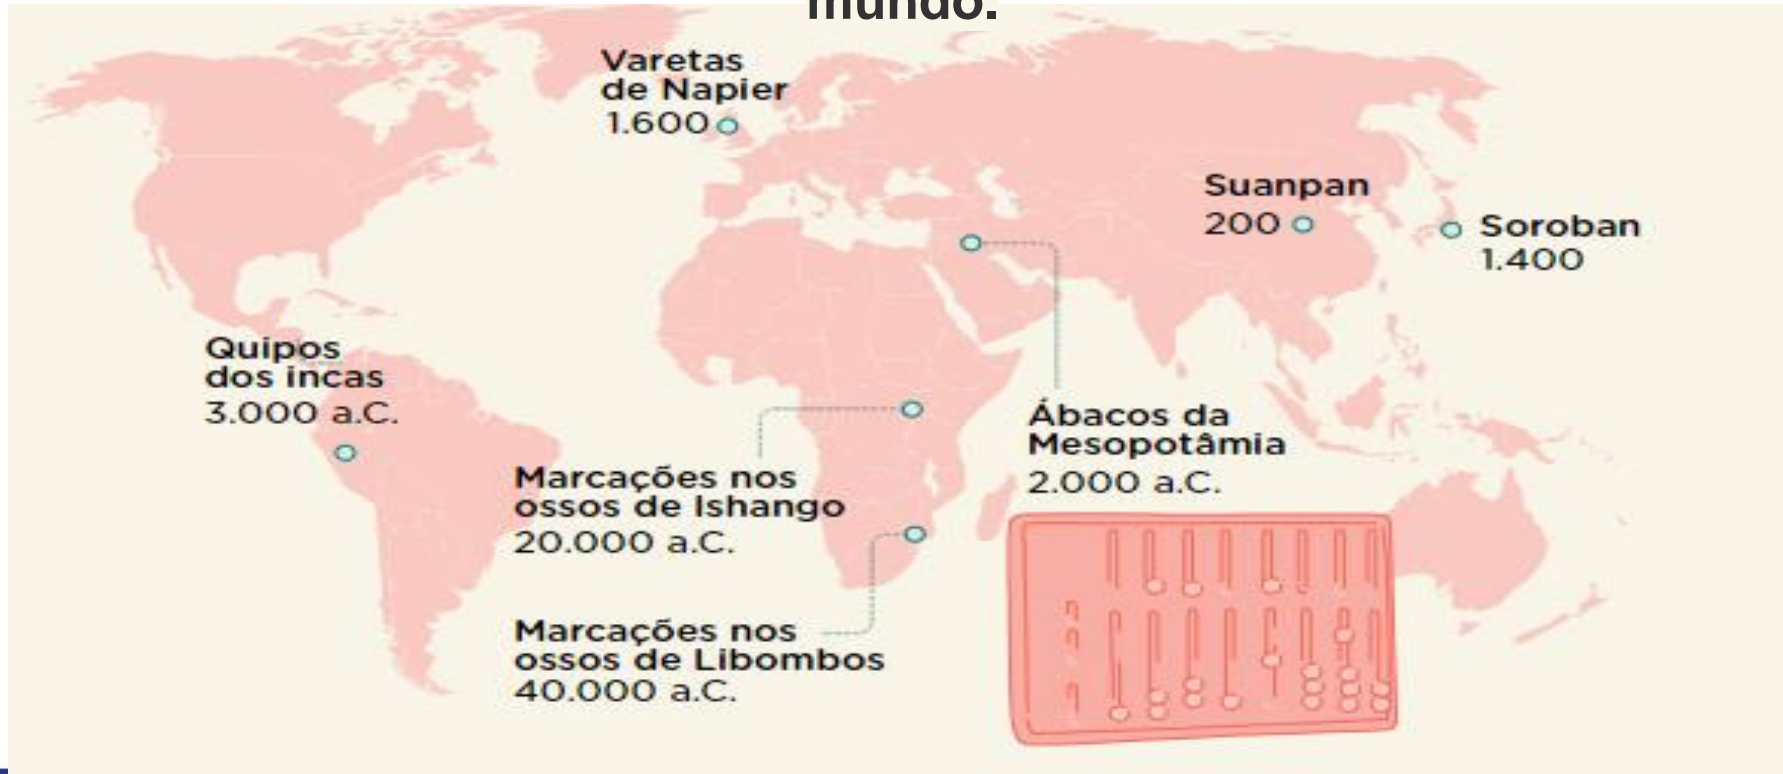 mundo.
Varetas
de Napier
1.600
Suanpan
200
Soroban
1.400
Quipos
dos incas
3.000 a.C.
Ábacos da
Mesopotâmia
2.000 a.C.
Marcações nos
ossos de Ishango
20.000 a.C.
Marcações nos
ossos de Libombos
40.000 a.C.